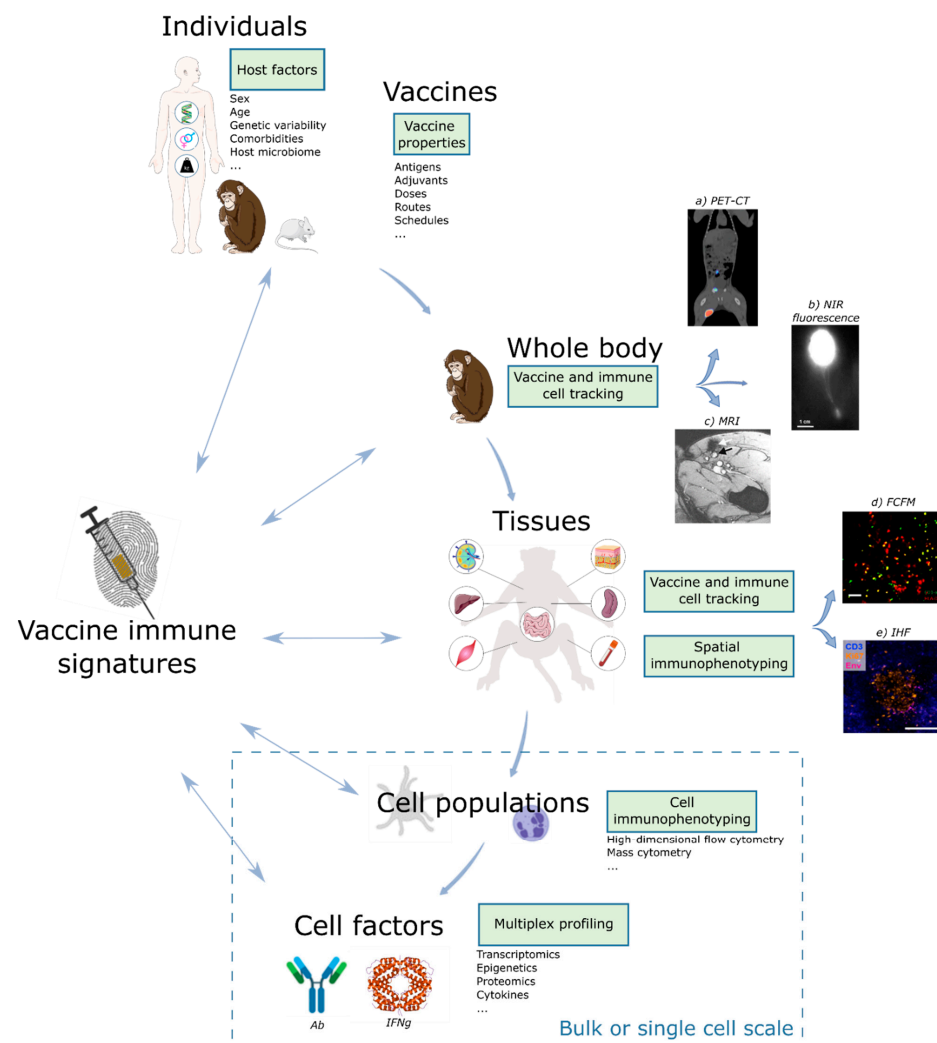 Individuals
Host factors
Sex
Age
Genetic variability
Comorbidities
Host microbiome
...
Vaccines
Vaccine
properties
Antigens
Adjuvants
Doses
Routes
Schedules
...
a) PET-CT
b) NIR
fluorescence
1 cm
Whole body
Vaccine and immune
cell tracking
c) MRI
Tissues
d) FCFM
Vaccine and immune
cell tracking
Spatial
immunophenotyping
e) IHF
CD3
Env
Vaccine immune
signatures
Cell populations
Cell
immunophenotyping
High-dimensional flow cytometry
Mass cytometry
...
Cell factors
Multiplex profiling
Transcriptomics
Epigenetics
Proteomics
Cytokines
...
Ab
IFNg
Bulk or single cell scale